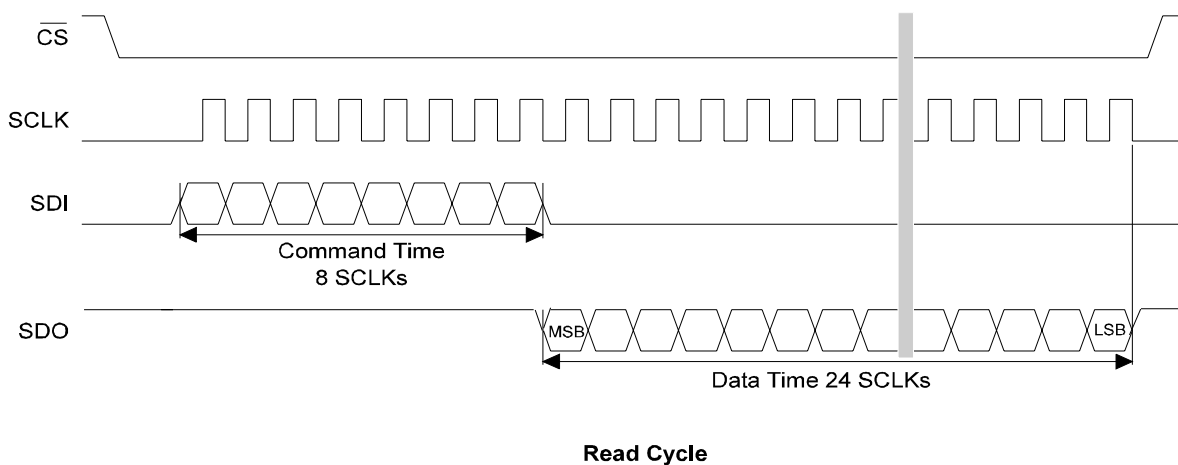 CS
SCLK
SDI
Command Time
8 SCLKs
SDO
MSB
LSB
Data Time 24 SCLKs
Read Cycle